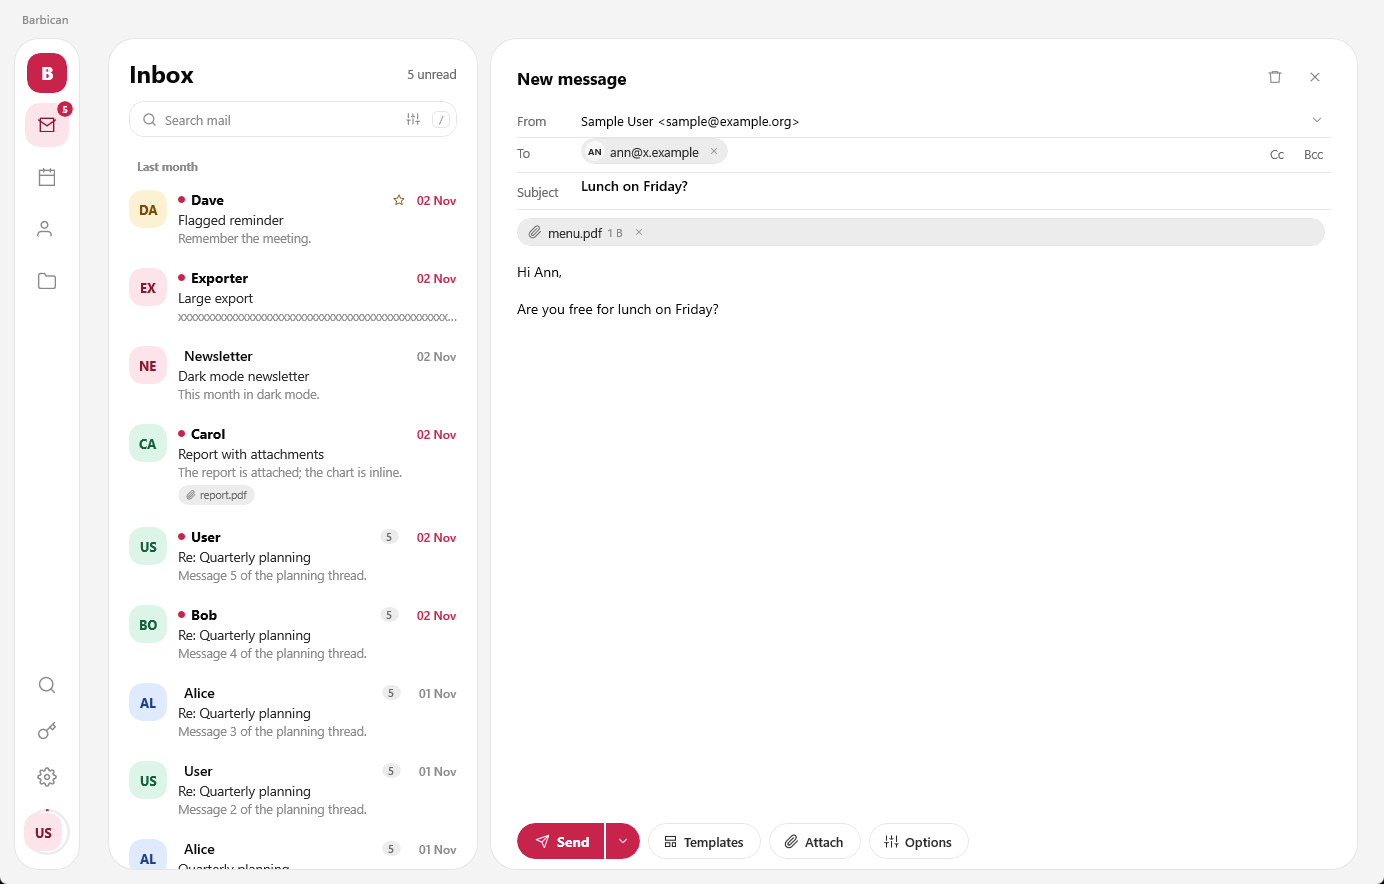 Barbican
B
5
US
Inbox
5 unread
Search mail
/
Last month
DA
Dave
02 Nov
Flagged reminder
Remember the meeting.
EX
Exporter
02 Nov
Large export
NE
Newsletter
02 Nov
Dark mode newsletter
This month in dark mode.
CA
Carol
02 Nov
Report with attachments
The report is attached; the chart is inline.
report.pdf
US
User
5
02 Nov
Re: Quarterly planning
Message 5 of the planning thread.
BO
Bob
5
02 Nov
Re: Quarterly planning
Message 4 of the planning thread.
AL
Alice
5
01 Nov
Re: Quarterly planning
Message 3 of the planning thread.
US
User
5
01 Nov
Re: Quarterly planning
Message 2 of the planning thread.
AL
Alice
5
01 Nov
Quarterly planning
New message
From
Sample User <sample@example.org>
To
AN
ann@x.example
Cc
Bcc
Subject
Lunch on Friday?
menu.pdf 1 B
Hi Ann,
Are you free for lunch on Friday?
Send
Templates
Attach
Options